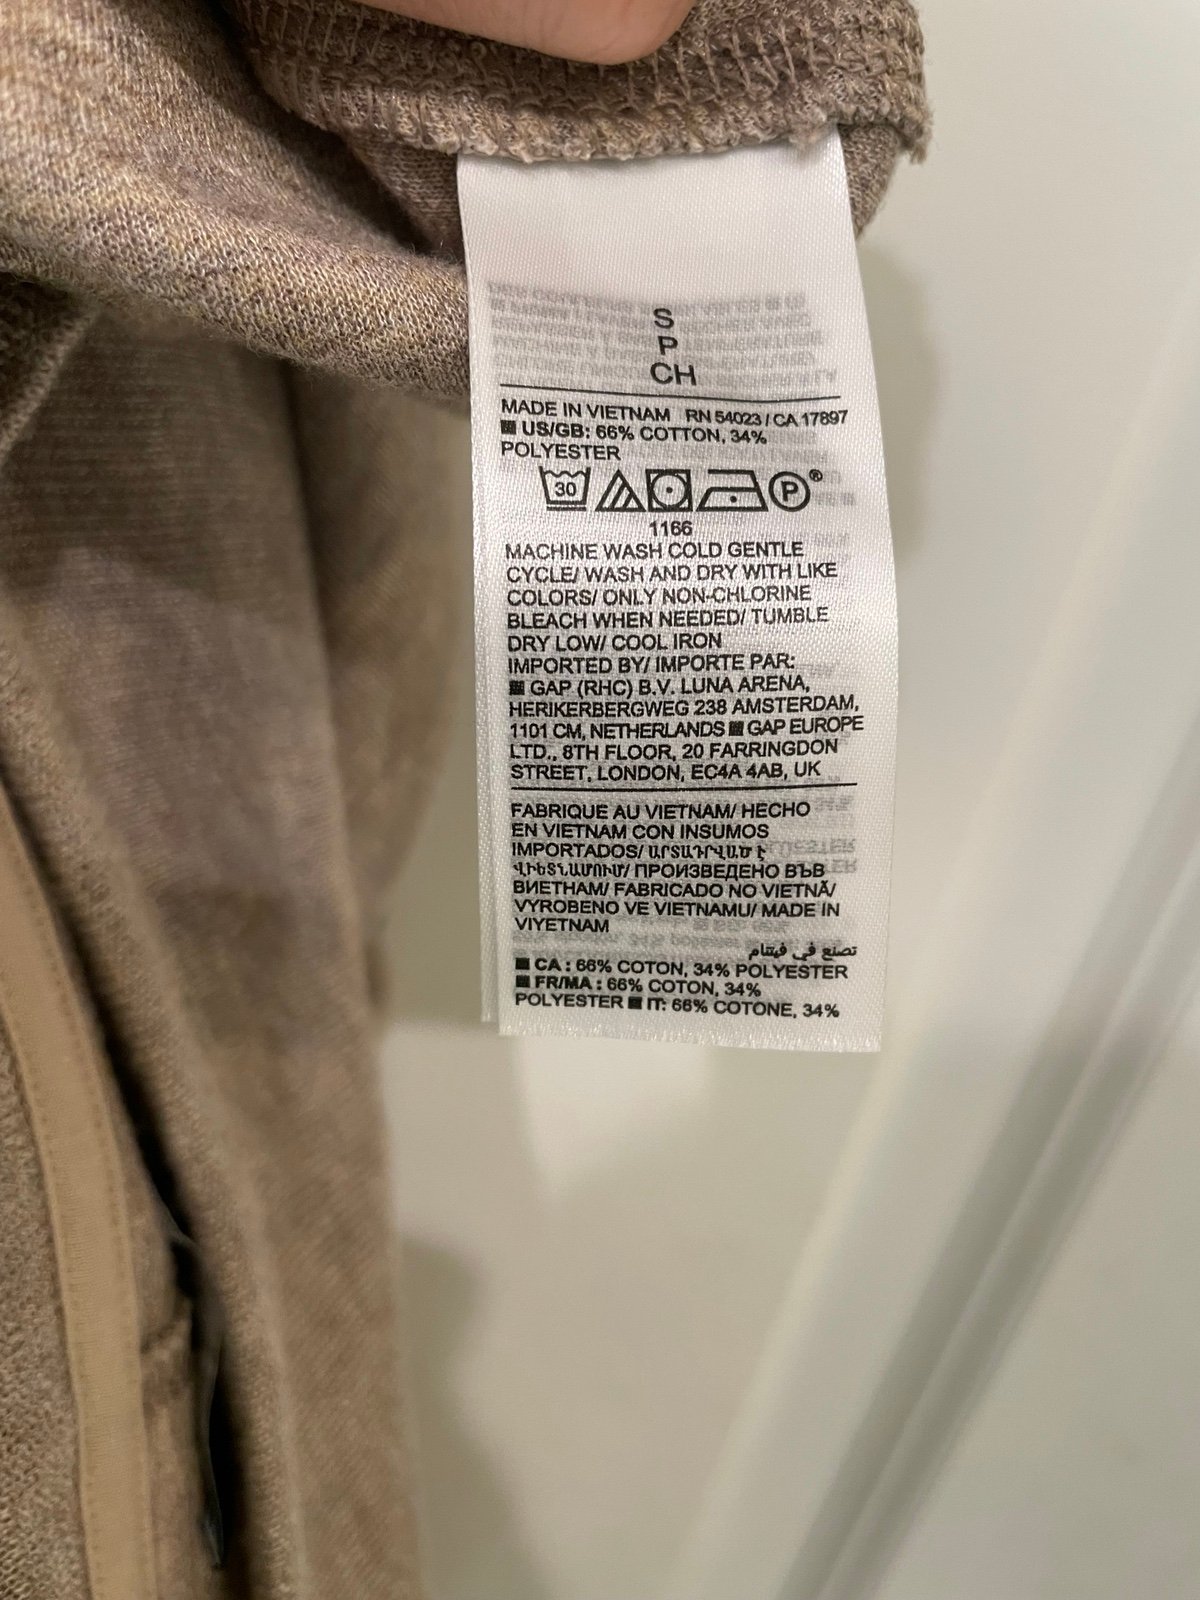 S
P
CH
MADE IN VIETNAM RN 54023 / CA 17897
US/GB: 66% COTTON, 34%
POLYESTER
30 P ®
1166
MACHINE WASH COLD GENTLE
CYCLE/ WASH AND DRY WITH LIKE
COLORS/ ONLY NON-CHLORINE
BLEACH WHEN NEEDED/ TUMBLE
DRY LOW/ COOL IRON
IMPORTED BY/ IMPORTE PAR:
GAP (RHC) B.V. LUNA ARENA,
HERIKERBERGWEG 238 AMSTERDAM,
1101 CM, NETHERLANDS GAP EUROPE
LTD., 8TH FLOOR, 20 FARRINGDON
STREET, LONDON, EC4A 4AB, UK
FABRIQUE AU VIETNAM/ HECHO
EN VIETNAM CON INSUMOS
IMPORTADOS/ ԱՐՏԱԴՐՎԱԾ Է
ՎԻԵՏՆԱՄՈՒՄ/ ПРОИЗВЕДЕНО ВЪВ
ВИЕТНАМ/ FABRICADO NO VIETNÃ/
VYROBENO VE VIETNAMU/ MADE IN
VIYETNAM
تصنع في فيتنام
CA : 66% COTON, 34% POLYESTER
FR/MA : 66% COTON, 34%
POLYESTER IT: 66% COTONE, 34%